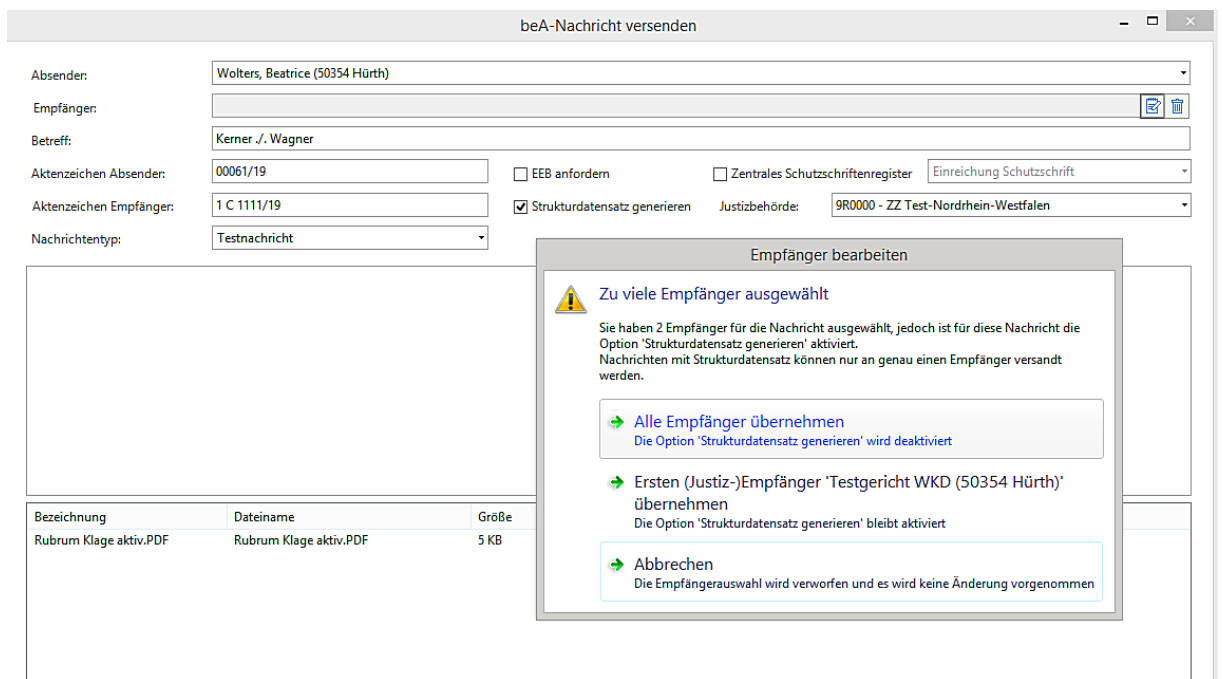 beA-Nachricht versenden
Absender: Wolters, Beatrice (50354 Hürth)
Empfänger:
Betreff: Kerner ./. Wagner
Aktenzeichen Absender: 00061/19 EEB anfordern Zentrales Schutzschriftenregister Einreichung Schutzschrift
Aktenzeichen Empfänger: 1 C 1111/19 Strukturdatensatz generieren Justizbehörde: 9R0000 - ZZ Test-Nordrhein-Westfalen
Nachrichtentyp: Testnachricht
Empfänger bearbeiten
Zu viele Empfänger ausgewählt
Sie haben 2 Empfänger für die Nachricht ausgewählt, jedoch ist für diese Nachricht die
Option 'Strukturdatensatz generieren' aktiviert.
Nachrichten mit Strukturdatensatz können nur an genau einen Empfänger versandt
werden.
Alle Empfänger übernehmen
Die Option 'Strukturdatensatz generieren' wird deaktiviert
Ersten (Justiz-)Empfänger 'Testgericht WKD (50354 Hürth)'
übernehmen
Die Option 'Strukturdatensatz generieren' bleibt aktiviert
Abbrechen
Die Empfängerauswahl wird verworfen und es wird keine Änderung vorgenommen
Bezeichnung Dateiname Größe
Rubrum Klage aktiv.PDF Rubrum Klage aktiv.PDF 5 KB